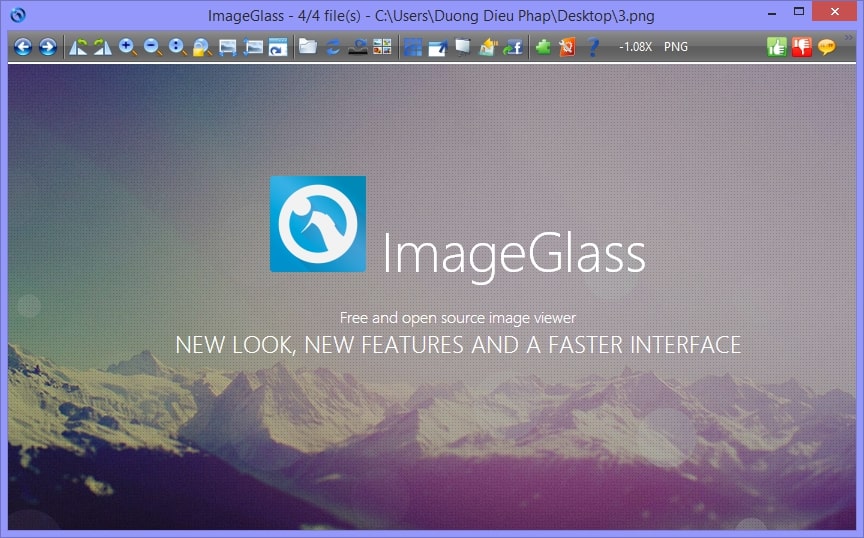 ImageGlass - 4/4 file(s) - C:\Users\Duong Dieu Phap\Desktop\3.png
-1.08X PNG
ImageGlass
Free and open source image viewer
NEW LOOK, NEW FEATURES AND A FASTER INTERFACE